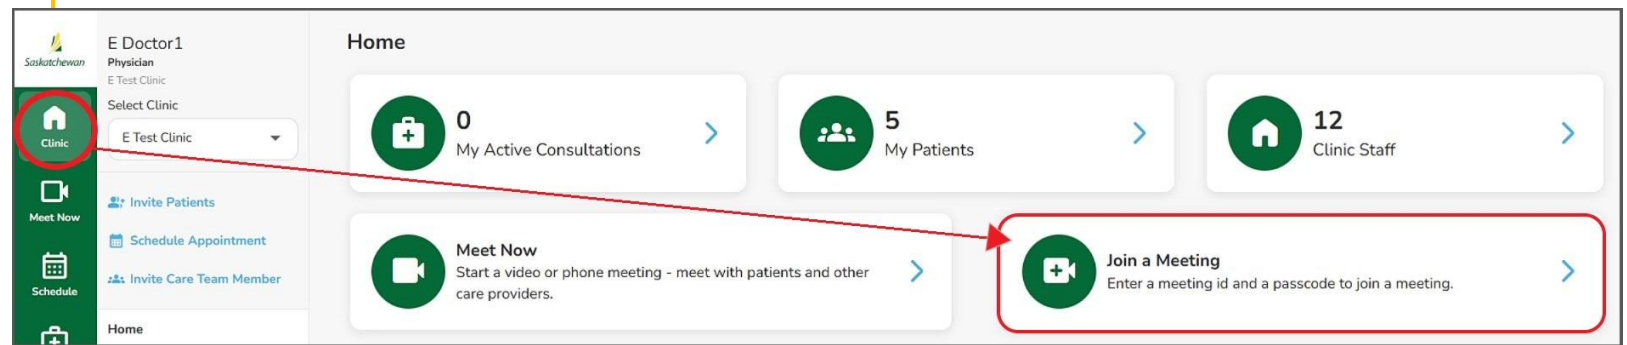 Saskatchewan
Clinic
Meet Now
Schedule
E Doctor1
Physician
E Test Clinic
Select Clinic
E Test Clinic
Invite Patients
Schedule Appointment
Invite Care Team Member
Home
Home
0
My Active Consultations
5
My Patients
12
Clinic Staff
Meet Now
Start a video or phone meeting - meet with patients and other
care providers.
Join a Meeting
Enter a meeting id and a passcode to join a meeting.